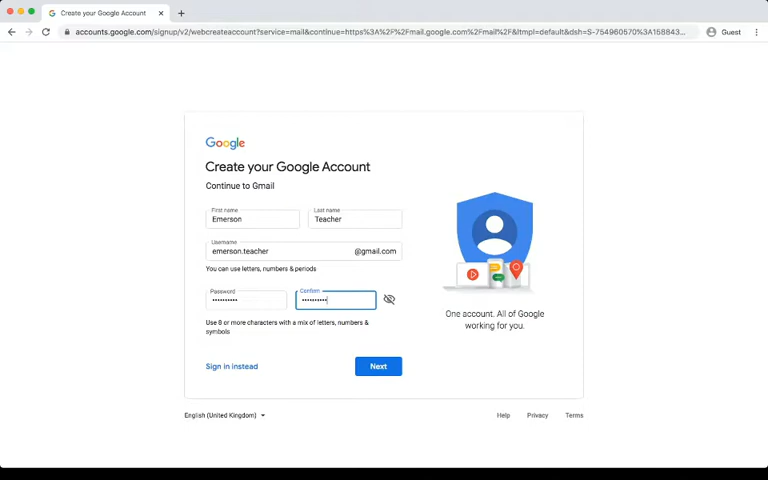 Create your Google Account
accounts.google.com/signup/v2/webcreateaccount?service=mail&continue=https%3A%2F%2Fmail.google.com%2Fmail%2F&ltmpl=default&dsh=S-754960570%3A158843...
Guest
Google
Create your Google Account
Continue to Gmail
First name
Last name
Emerson
Teacher
Username
emerson.teacher
@gmail.com
You can use letters, numbers & periods
Password
Confirm
••••••••••
••••••••••
Use 8 or more characters with a mix of letters, numbers &
symbols
One account. All of Google
working for you.
Sign in instead
Next
English (United Kingdom)
Help
Privacy
Terms